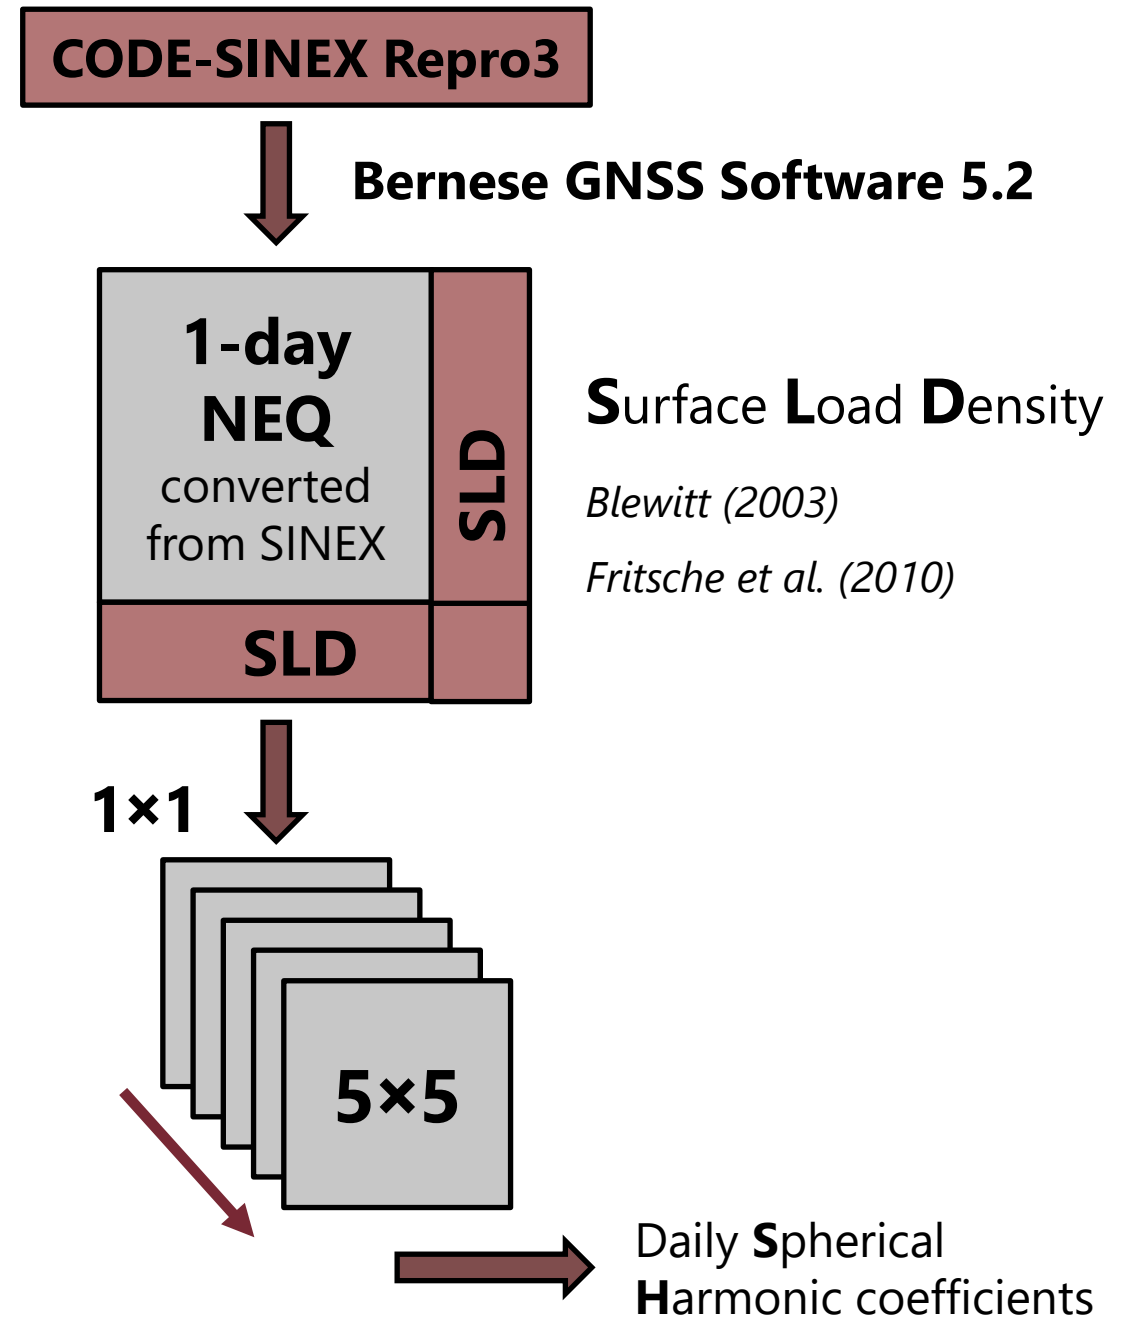 CODE-SINEX Repro3
Bernese GNSS Software 5.2
1-day
NEQ
converted
from SINEX
SLD
SLD
Surface Load Density
Blewitt (2003)
Fritsche et al. (2010)
1×1
5×5
Daily Spherical
Harmonic coefficients